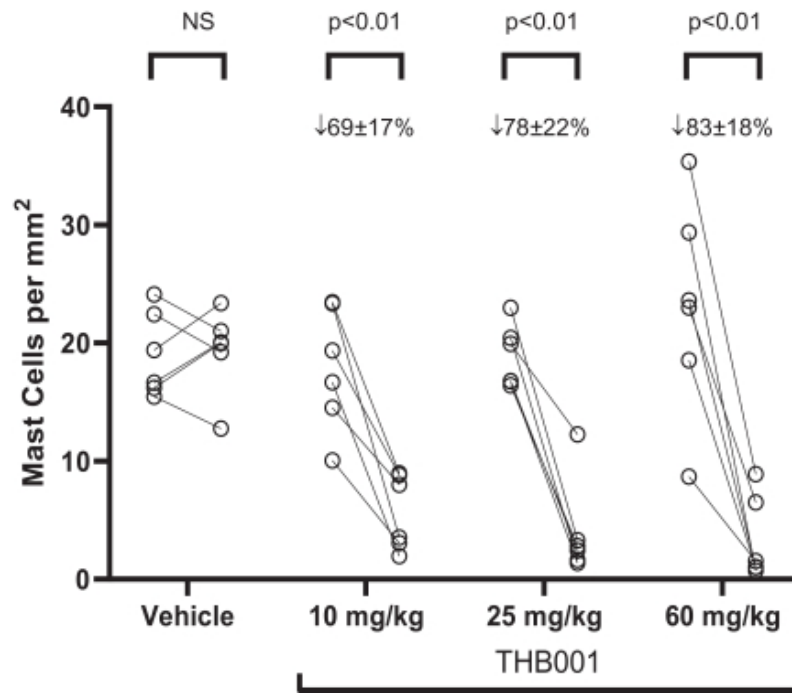 NS p<0.01 p<0.01 p<0.01
↓69±17% ↓78±22% ↓83±18%
Mast Cells per mm²
40
30
20
10
0
Vehicle 10 mg/kg 25 mg/kg 60 mg/kg
THB001